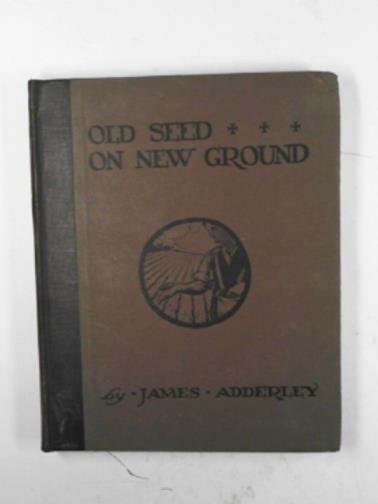 OLD SEED
ON NEW GROUND
by · JAMES · ADDERLEY